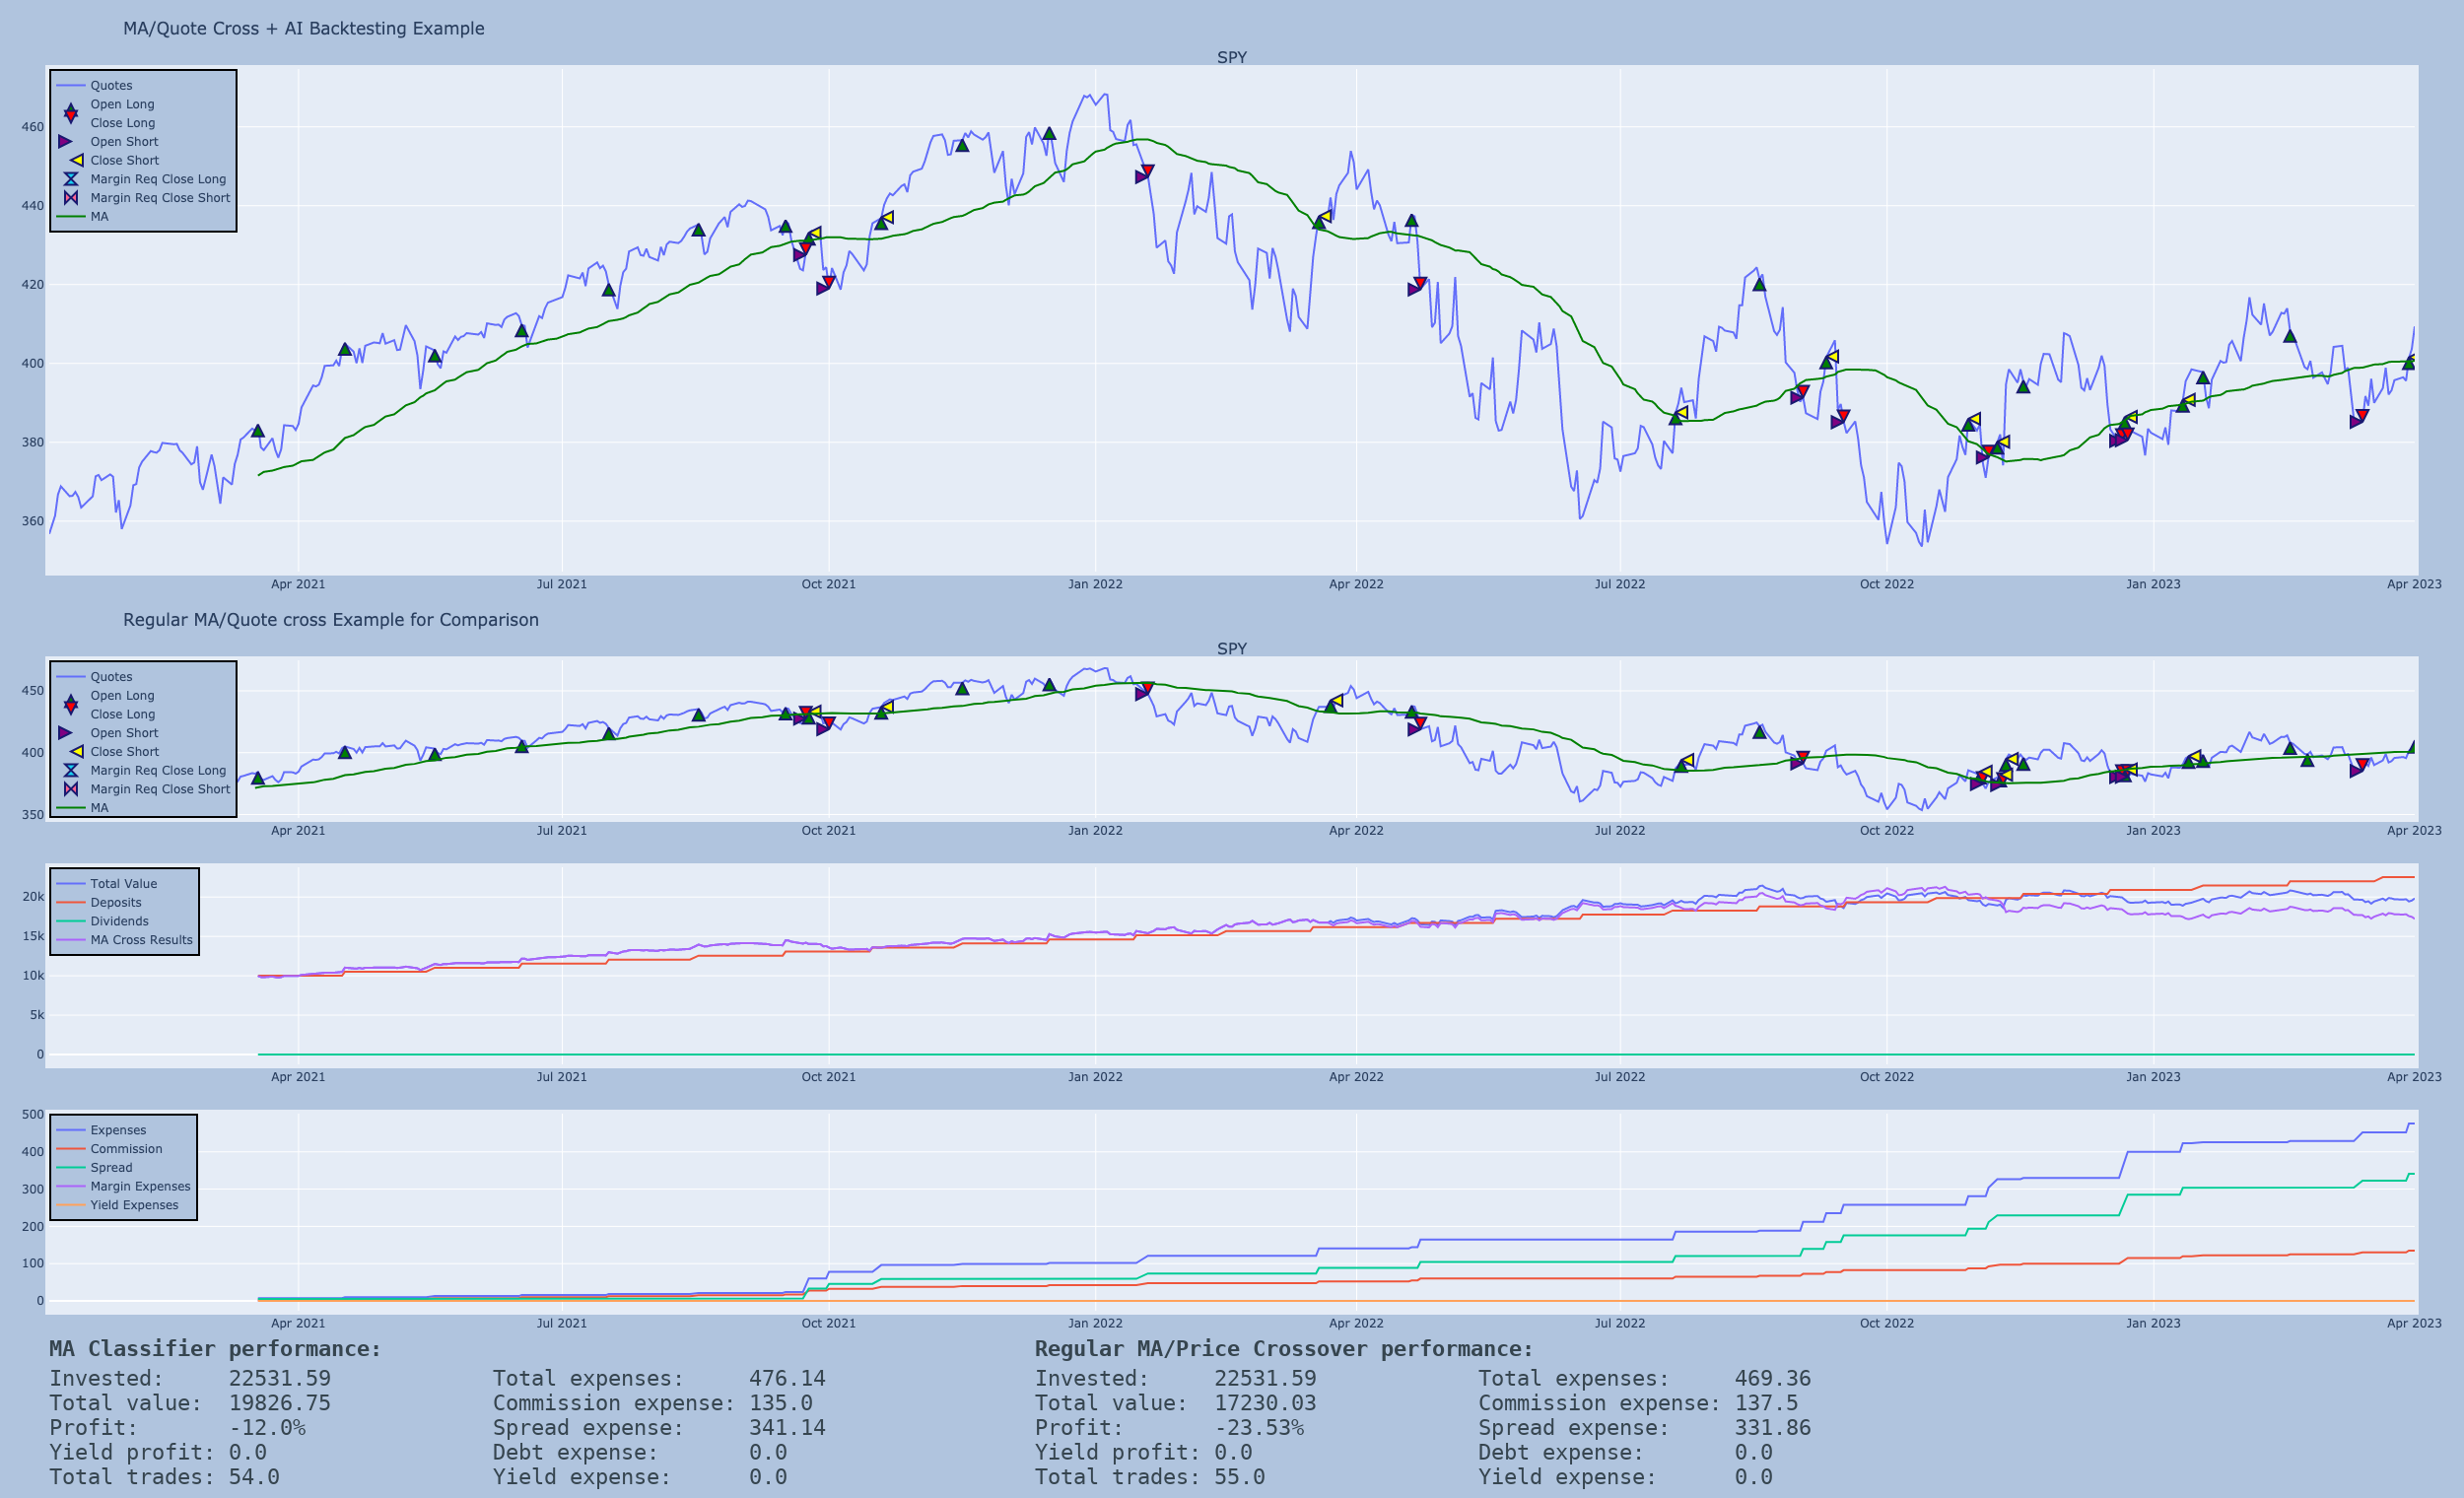 MA/Quote Cross + AI Backtesting Example
SPY
Quotes
Open Long
Close Long
Open Short
Close Short
Margin Req Close Long
Margin Req Close Short
MA
460
440
420
400
380
360
Apr 2021 Jul 2021 Oct 2021 Jan 2022 Apr 2022 Jul 2022 Oct 2022 Jan 2023 Apr 2023
Regular MA/Quote cross Example for Comparison
SPY
Quotes
Open Long
Close Long
Open Short
Close Short
Margin Req Close Long
Margin Req Close Short
MA
450
400
350
Apr 2021 Jul 2021 Oct 2021 Jan 2022 Apr 2022 Jul 2022 Oct 2022 Jan 2023 Apr 2023
Total Value
Deposits
Dividends
MA Cross Results
20k
15k
10k
5k
0
Apr 2021 Jul 2021 Oct 2021 Jan 2022 Apr 2022 Jul 2022 Oct 2022 Jan 2023 Apr 2023
Expenses
Commission
Spread
Margin Expenses
Yield Expenses
500
400
300
200
100
0
Apr 2021 Jul 2021 Oct 2021 Jan 2022 Apr 2022 Jul 2022 Oct 2022 Jan 2023 Apr 2023
MA Classifier performance:
Invested: 22531.59 Total expenses: 476.14
Total value: 19826.75 Commission expense: 135.0
Profit: -12.0% Spread expense: 341.14
Yield profit: 0.0 Debt expense: 0.0
Total trades: 54.0 Yield expense: 0.0
Regular MA/Price Crossover performance:
Invested: 22531.59 Total expenses: 469.36
Total value: 17230.03 Commission expense: 137.5
Profit: -23.53% Spread expense: 331.86
Yield profit: 0.0 Debt expense: 0.0
Total trades: 55.0 Yield expense: 0.0